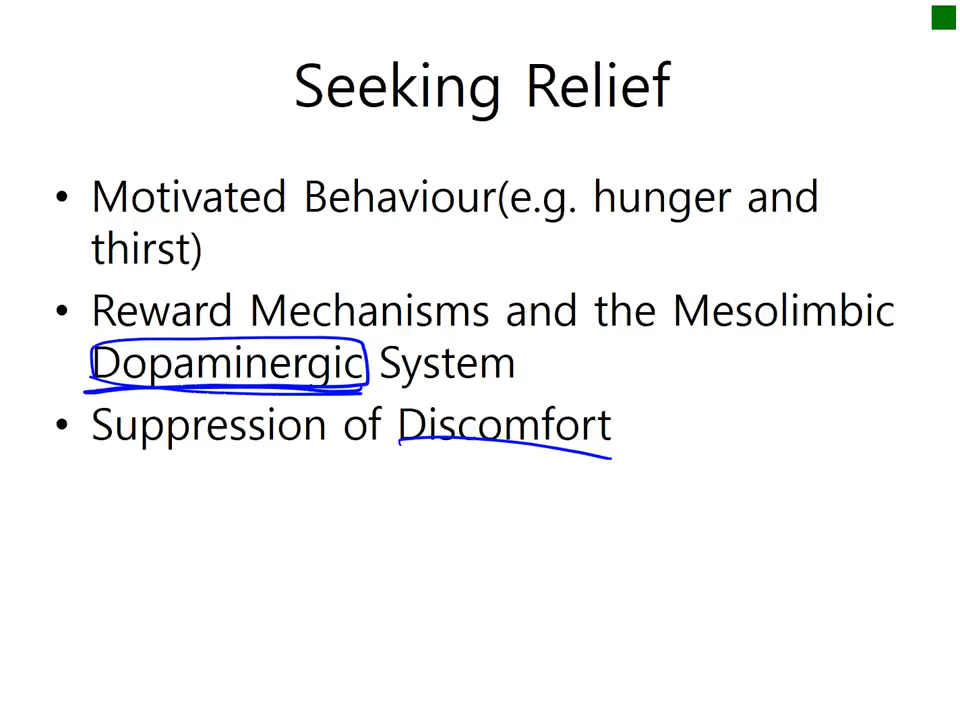 Seeking Relief
• Motivated Behaviour(e.g. hunger and
thirst)
• Reward Mechanisms and the Mesolimbic
Dopaminergic System
• Suppression of Discomfort